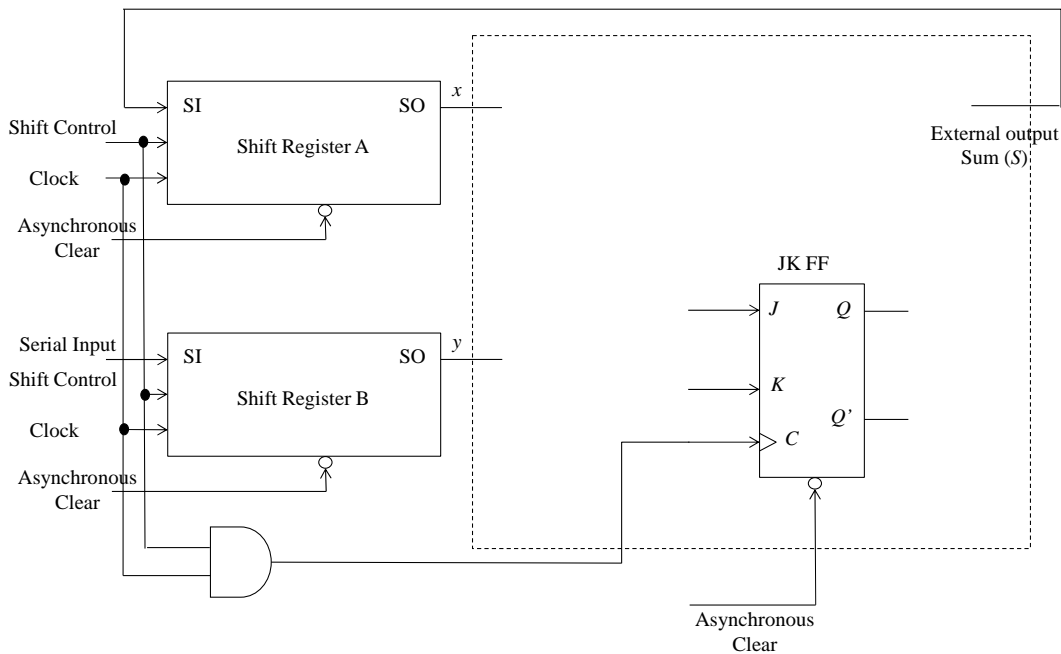 x
SI
SO
Shift Control
Shift Register A
External output
Sum (S)
Clock
Asynchronous
Clear
JK FF
J
Q
Serial Input
y
SI
SO
Shift Control
K
Shift Register B
Q'
Clock
C
Asynchronous
Clear
Asynchronous
Clear